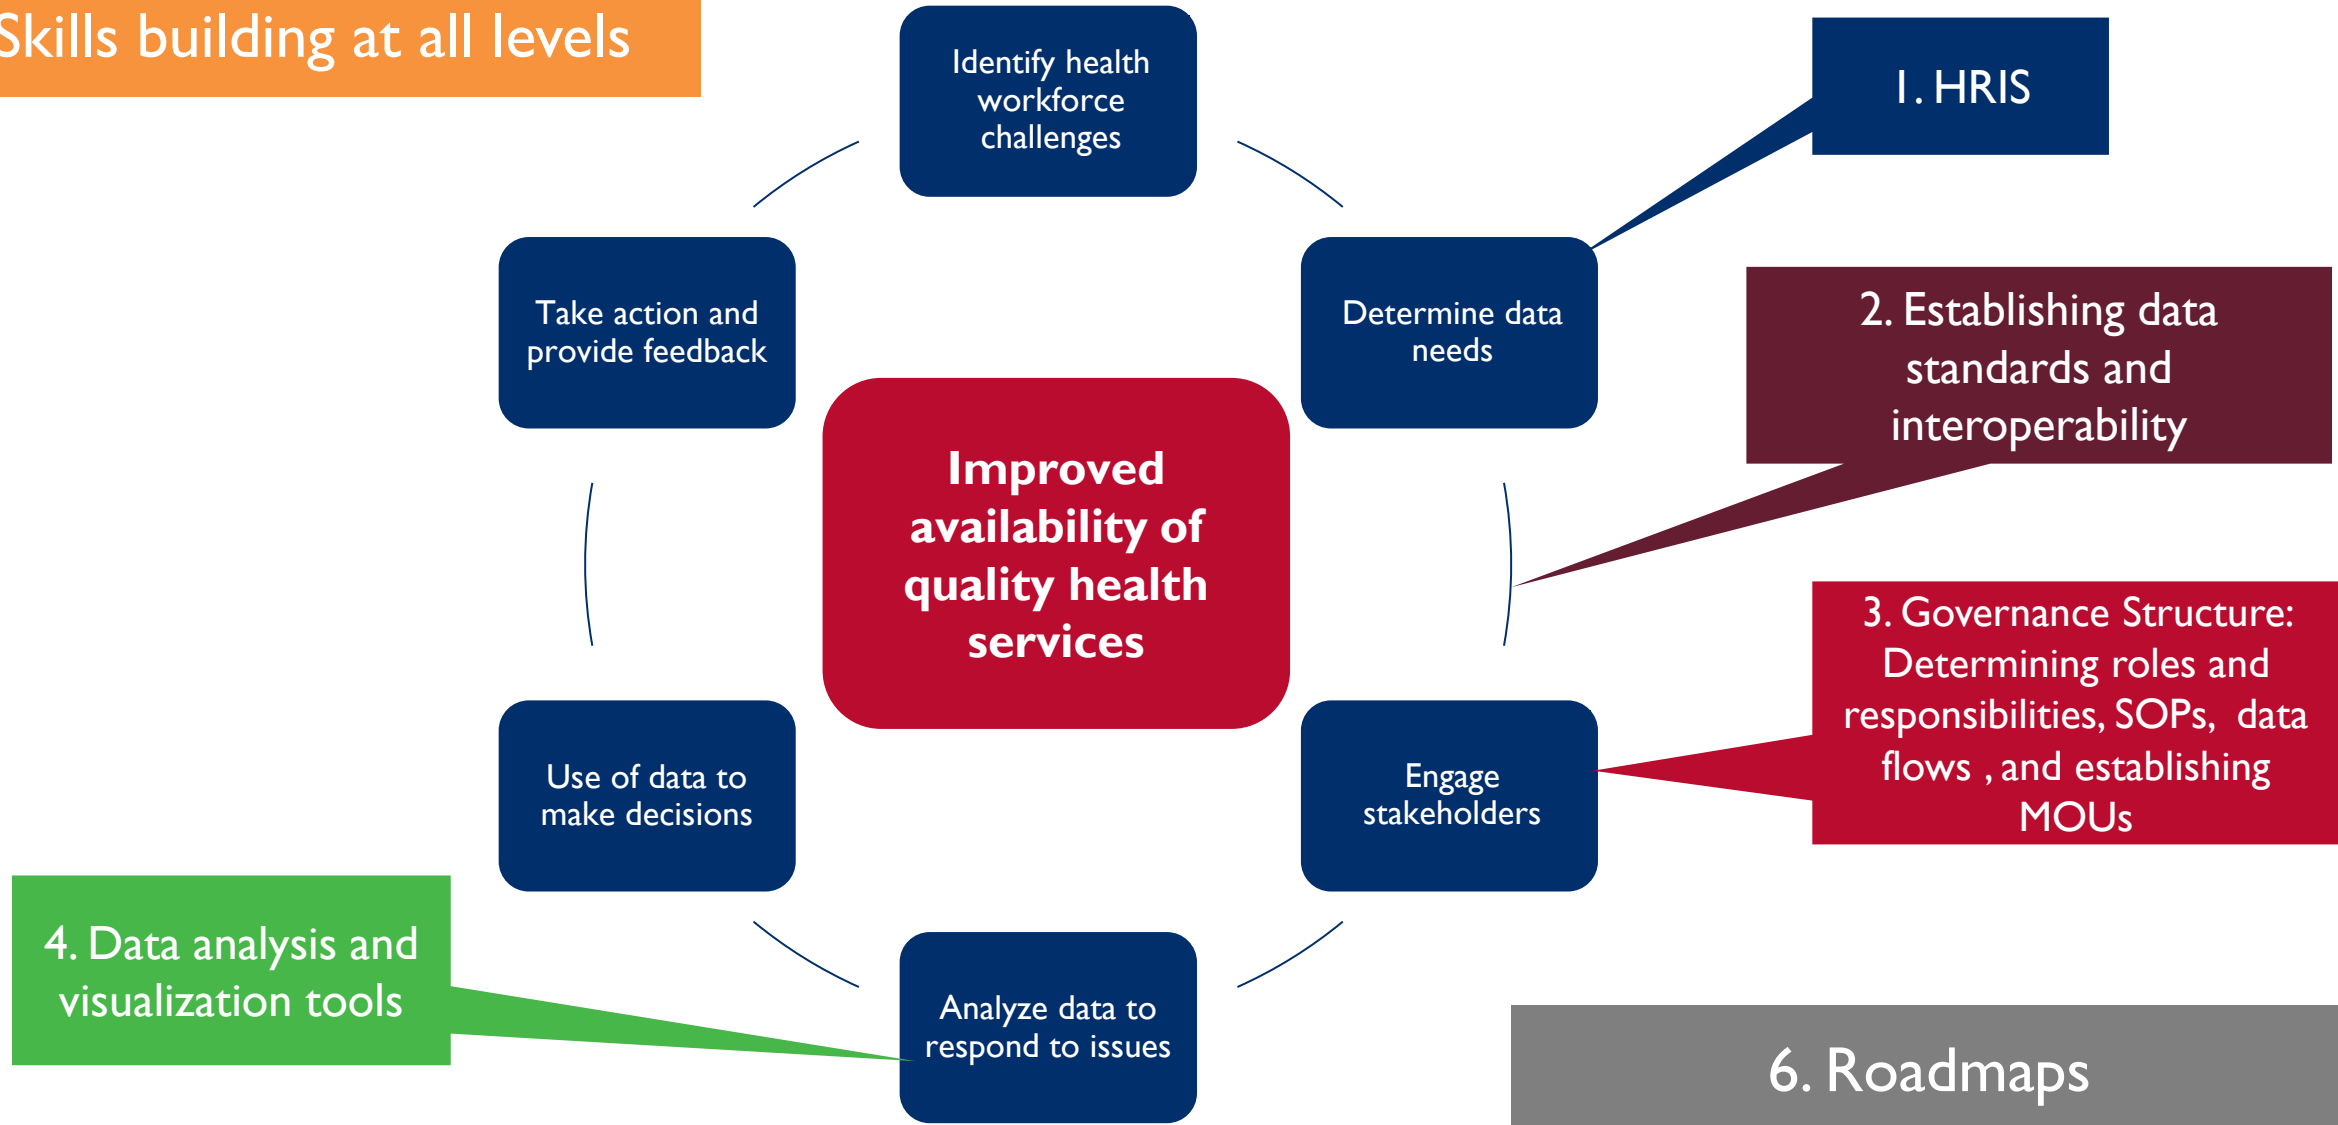 Skills building at all levels
Identify health
workforce
challenges
1. HRIS
Take action and
provide feedback
Determine data
needs
2. Establishing data
standards and
interoperability
Improved
availability of
quality health
services
3. Governance Structure:
Determining roles and
responsibilities, SOPs, data
flows , and establishing
MOUs
Use of data to
make decisions
Engage
stakeholders
4. Data analysis and
visualization tools
Analyze data to
respond to issues
6. Roadmaps